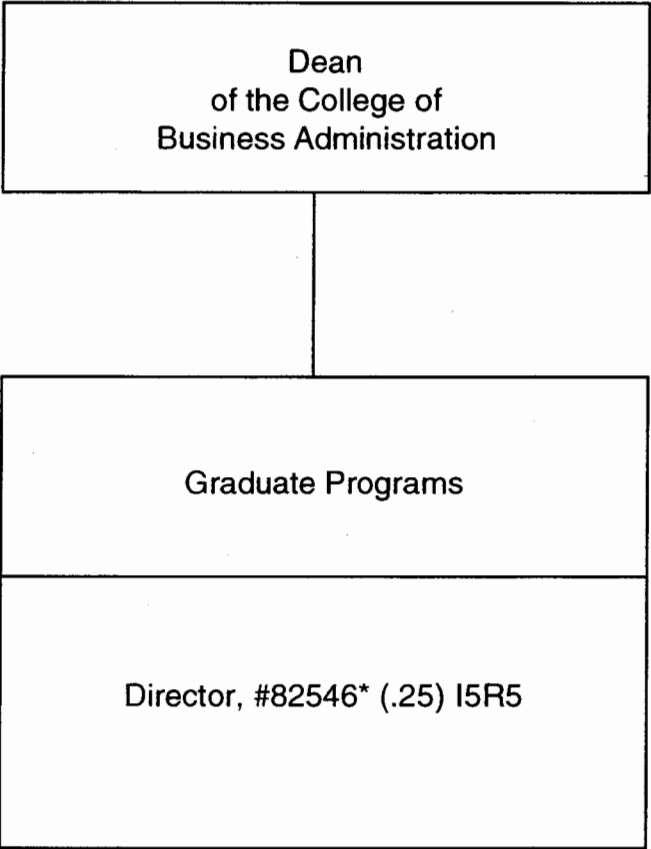 Dean
of the College of
Business Administration
Graduate Programs
Director, #82546* (.25) I5R5